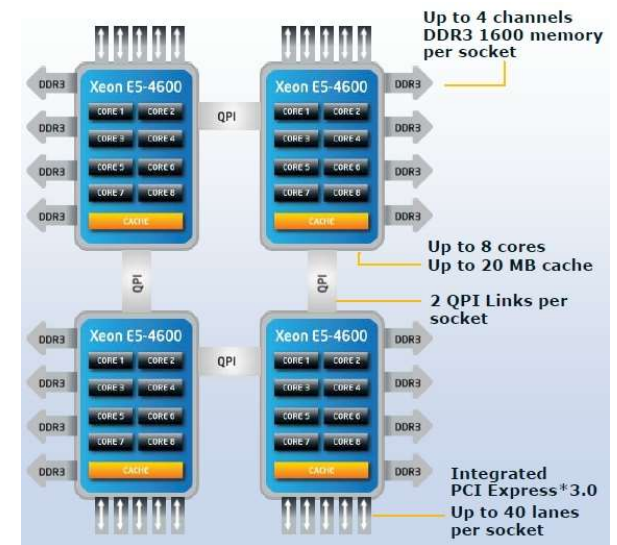 Up to 4 channels
DDR3 1600 memory
per socket
DDR3 Xeon E5-4600 QPI Xeon E5-4600 DDR3
CORE 1 CORE 2 CORE 1 CORE 2
DDR3 CORE 3 CORE 4 CORE 3 CORE 4 DDR3
DDR3 CORE 5 CORE 6 CORE 5 CORE 6 DDR3
CORE 7 CORE 8 CORE 7 CORE 8
DDR3 CACHE CACHE DDR3
Up to 8 cores
Up to 20 MB cache
QPI QPI
2 QPI Links per
socket
DDR3 Xeon E5-4600 Xeon E5-4600 DDR3
CORE 1 CORE 2 QPI CORE 1 CORE 2
DDR3 CORE 3 CORE 4 CORE 3 CORE 4 DDR3
DDR3 CORE 5 CORE 6 CORE 5 CORE 6 DDR3
CORE 7 CORE 8 CORE 7 CORE 8
DDR3 CACHE CACHE DDR3
Integrated
PCI Express*3.0
Up to 40 lanes
per socket